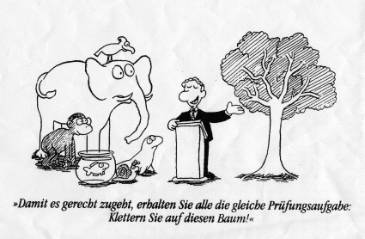 »Damit es gerecht zugeht, erhalten Sie alle die gleiche Prüfungsaufgabe:
Klettern Sie auf diesen Baum!«